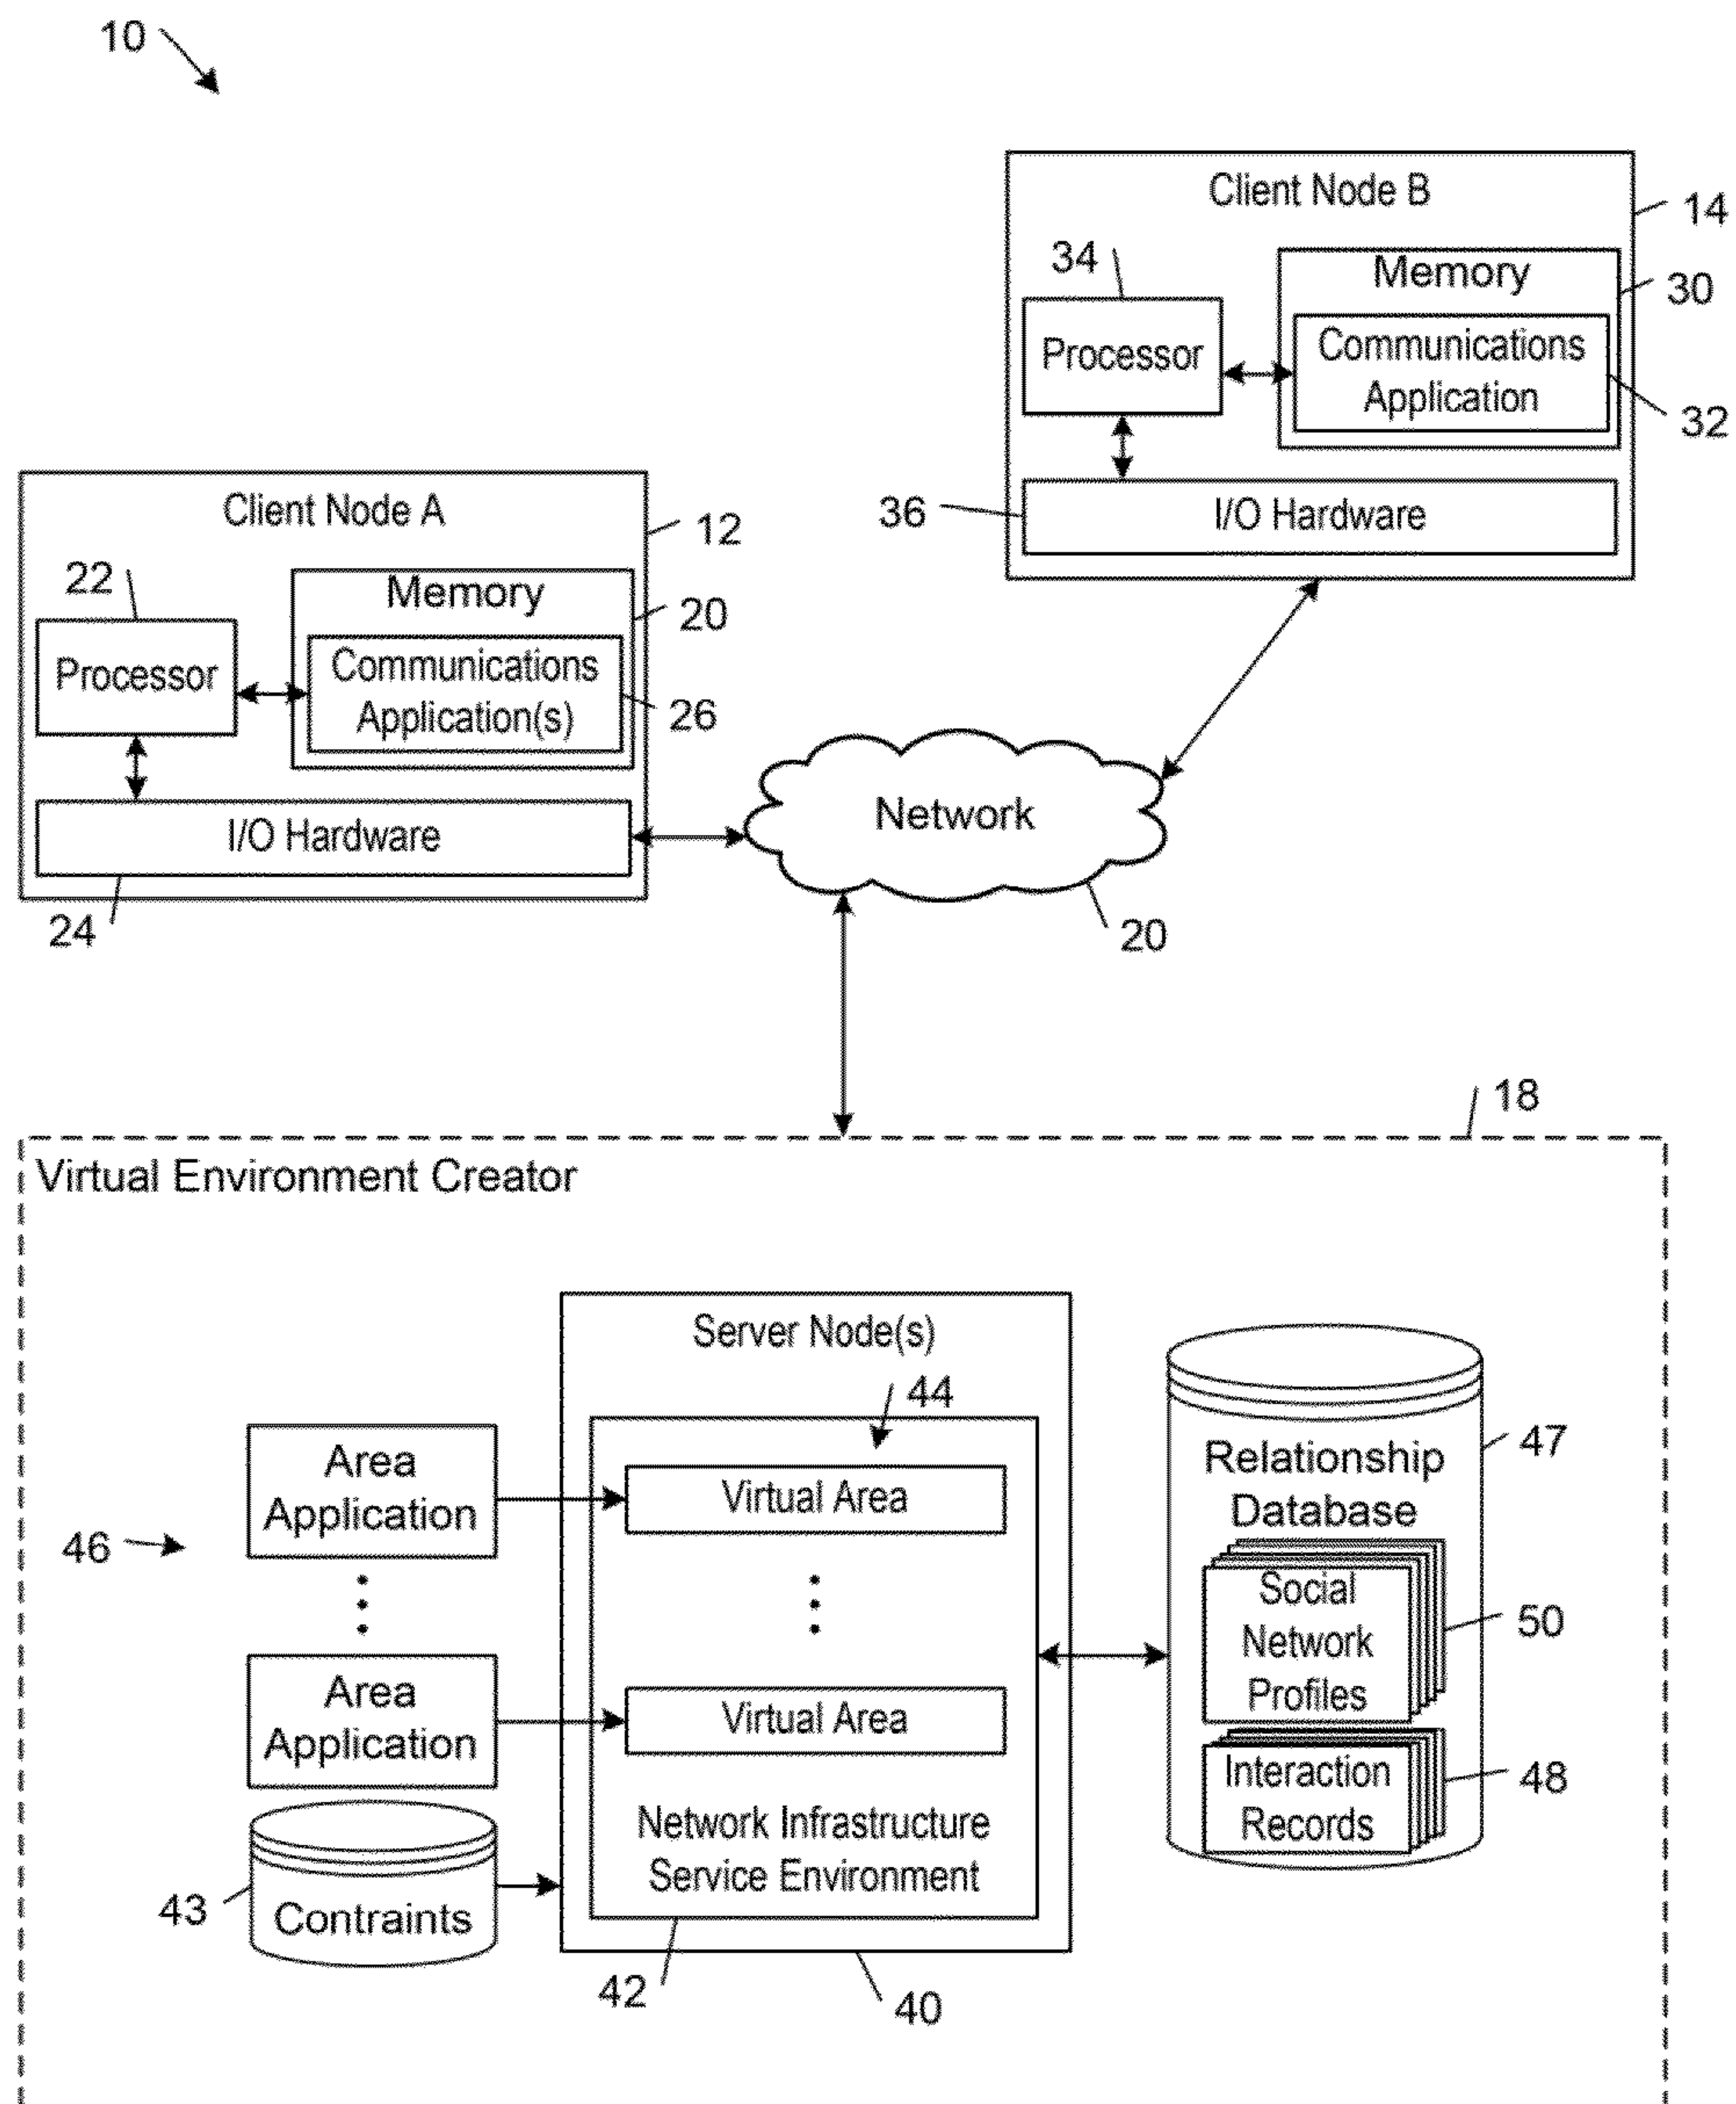 10
Client Node B
14
34
Memory
30
Processor
Communications
Application
32
36
I/O Hardware
Client Node A
12
22
Memory
20
Processor
Communications
Application(s)
26
I/O Hardware
24
Network
20
18
Virtual Environment Creator
Server Node(s)
44
Area
Application
Virtual Area
46
Area
Application
Virtual Area
Network Infrastructure
Service Environment
43
Contraints
42
40
Relationship
Database
47
Social
Network
Profiles
50
Interaction
Records
48